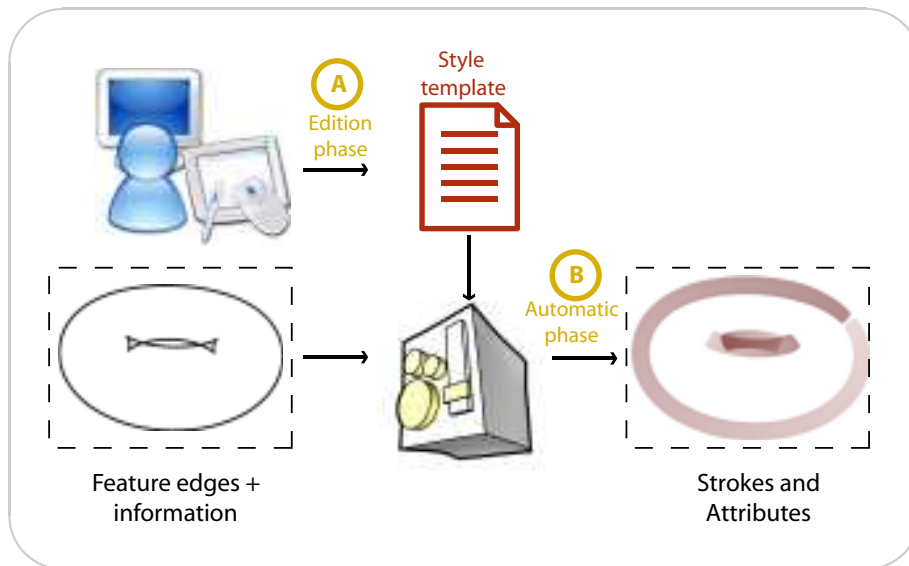 A
Edition
phase
Style
template
B
Automatic
phase
Feature edges +
information
Strokes and
Attributes